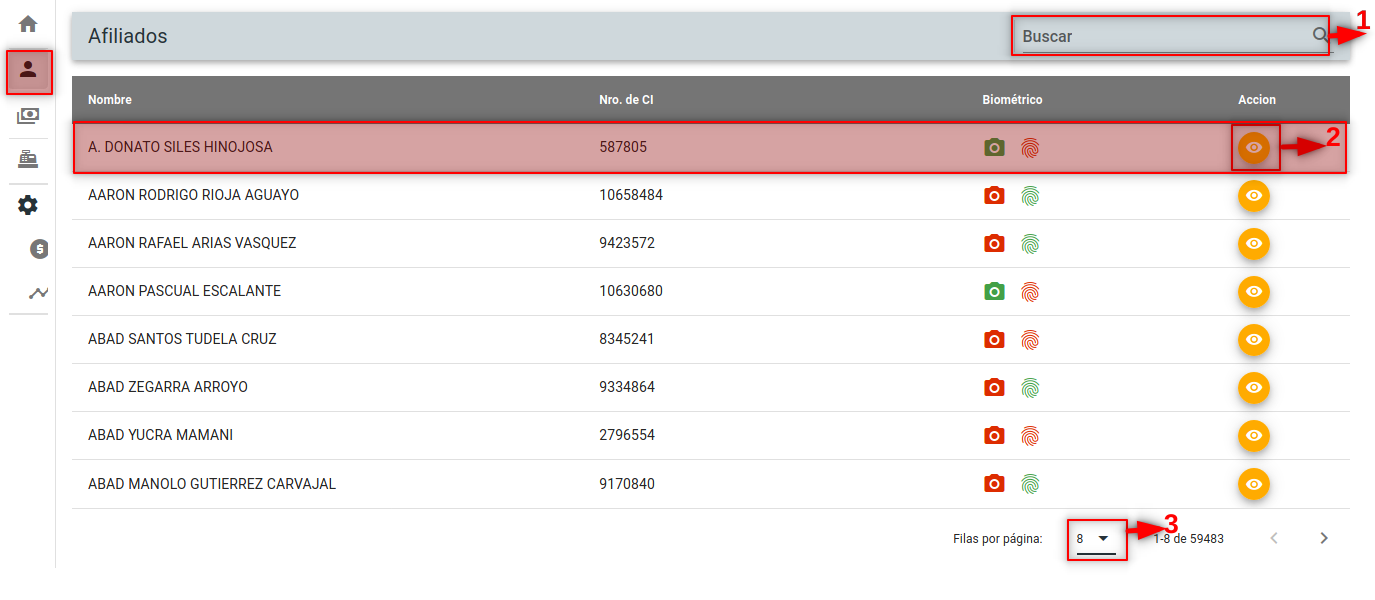 Afiliados
Buscar
1
Nombre Nro. de CI Biométrico Accion
A. DONATO SILES HINOJOSA 587805
2
AARON RODRIGO RIOJA AGUAYO 10658484
AARON RAFAEL ARIAS VASQUEZ 9423572
AARON PASCUAL ESCALANTE 10630680
ABAD SANTOS TUDELA CRUZ 8345241
ABAD ZEGARRA ARROYO 9334864
ABAD YUCRA MAMANI 2796554
ABAD MANOLO GUTIERREZ CARVAJAL 9170840
Filas por página: 8 1-8 de 59483
3